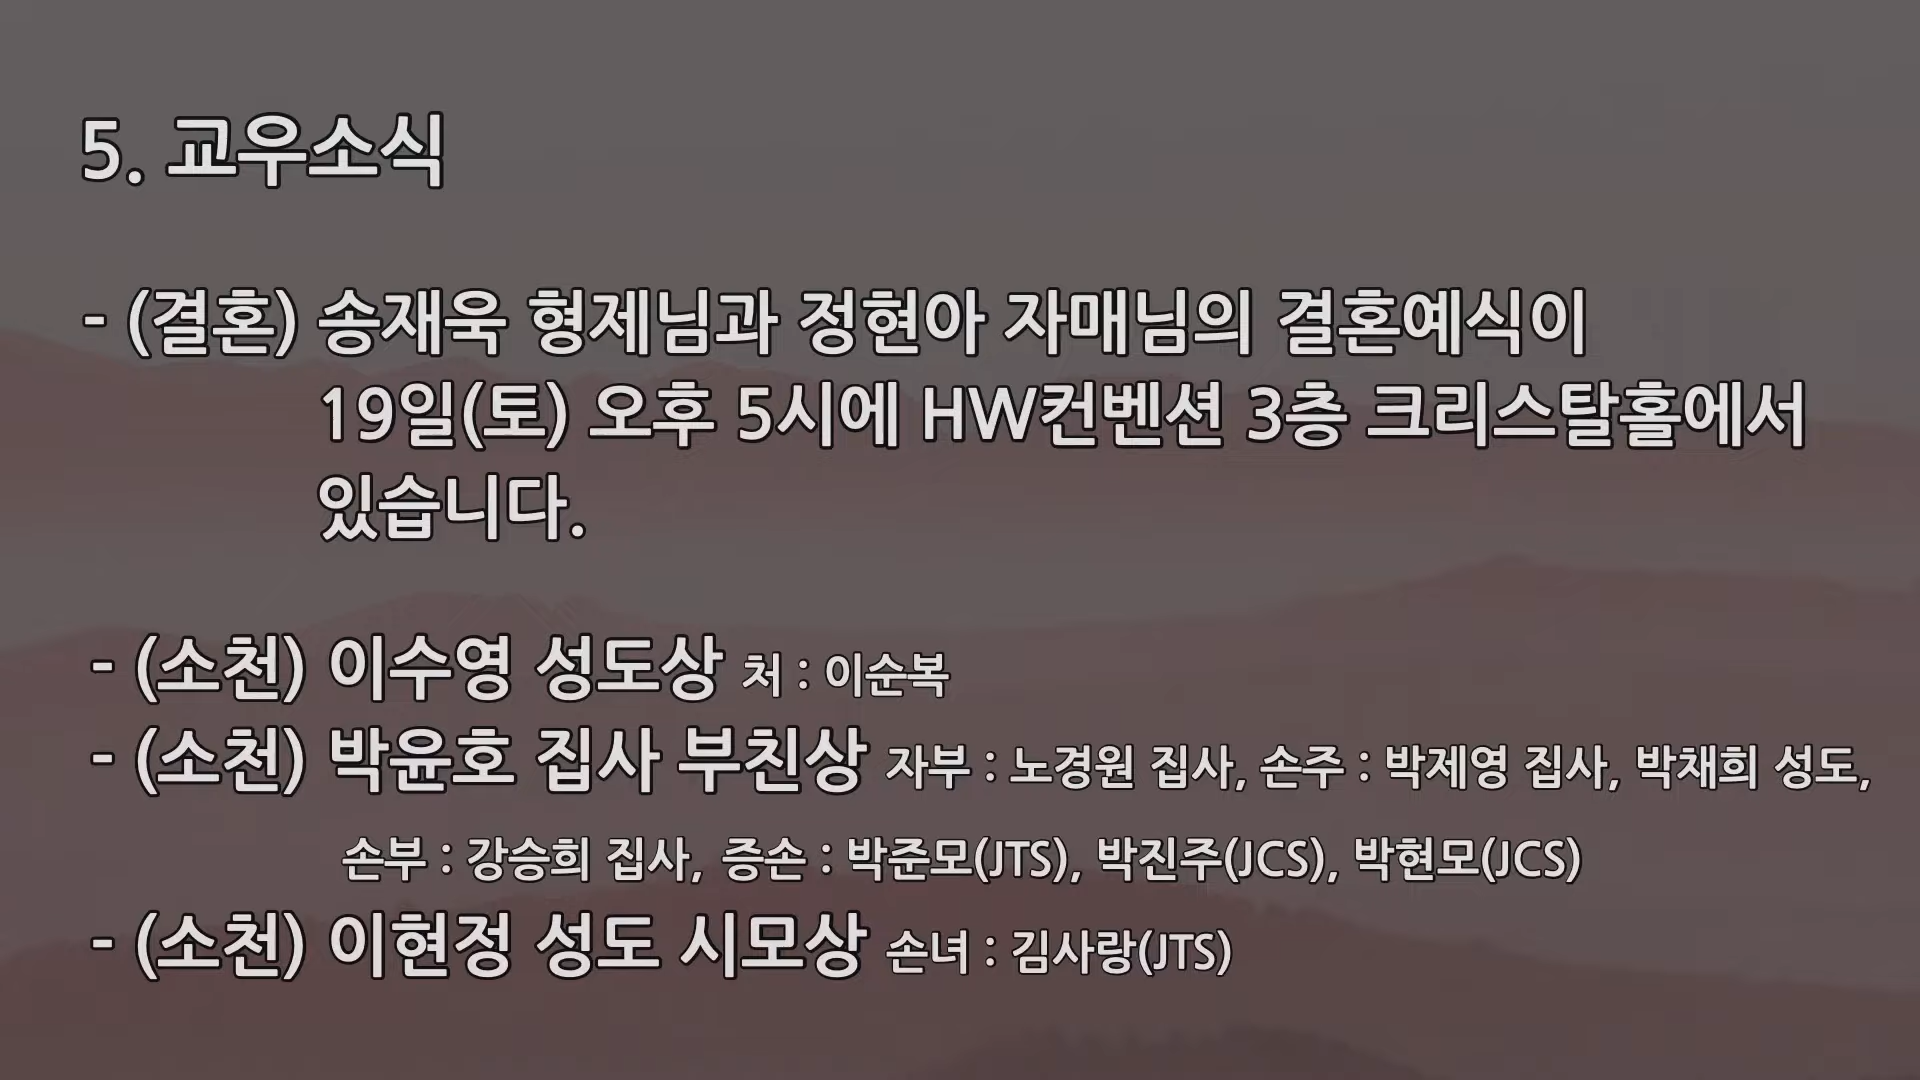 5. 교우소식
- (결혼) 송재욱 형제님과 정현아 자매님의 결혼예식이
19일(토) 오후 5시에 HW컨벤션 3층 크리스탈홀에서
있습니다.
- (소천) 이수영 성도상 처 : 이순복
- (소천) 박윤호 집사 부친상 자부 : 노경원 집사, 손주 : 박제영 집사, 박채희 성도,
손부 : 강승희 집사, 증손 : 박준모(JTS), 박진주(JCS), 박현모(JCS)
- (소천) 이현정 성도 시모상 손녀 : 김사랑(JTS)